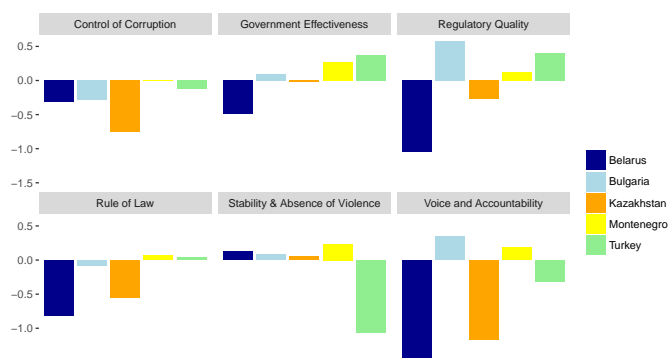 Control of Corruption
Government Effectiveness
Regulatory Quality
0.5
0.0
−0.5
−1.0
−1.5
Rule of Law
Stability & Absence of Violence
Voice and Accountability
0.5
0.0
−0.5
−1.0
Belarus
Bulgaria
Kazakhstan
Montenegro
Turkey